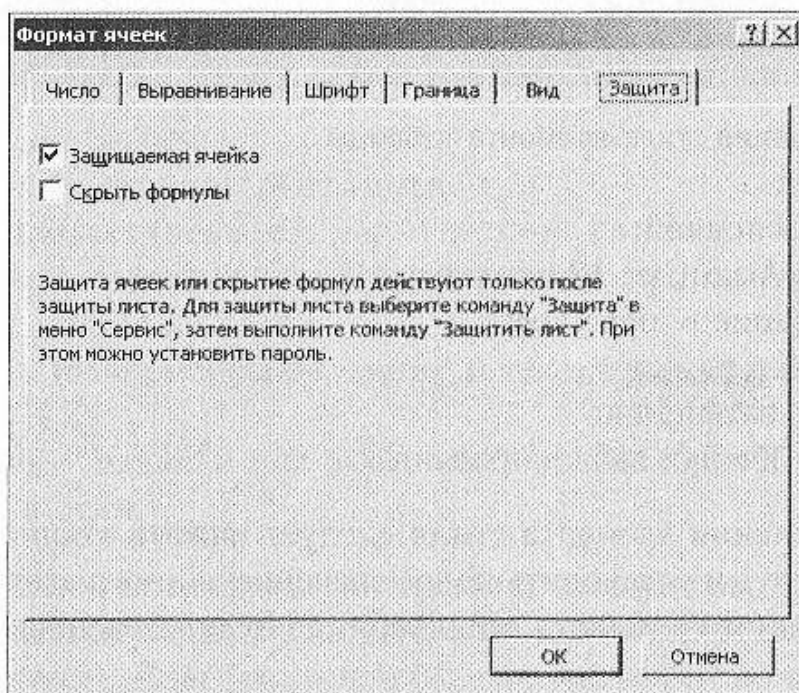 Формат ячеек
Число Выравнивание Шрифт Граница Вид Защита
Защищаемая ячейка
Скрыть формулы
Защита ячеек или скрытие формул действуют только после
защиты листа. Для защиты листа выберите команду "Защита" в
меню "Сервис", затем выполните команду "Защитить лист". При
этом можно установить пароль.
ОК Отмена